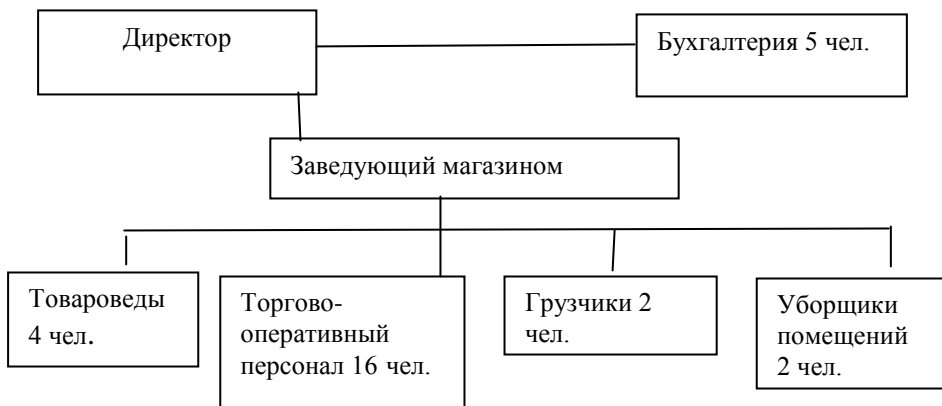 Директор
Бухгалтерия 5 чел.
Заведующий магазином
Товароведы
4 чел.
Торгово-
оперативный
персонал 16 чел.
Грузчики 2
чел.
Уборщики
помещений
2 чел.